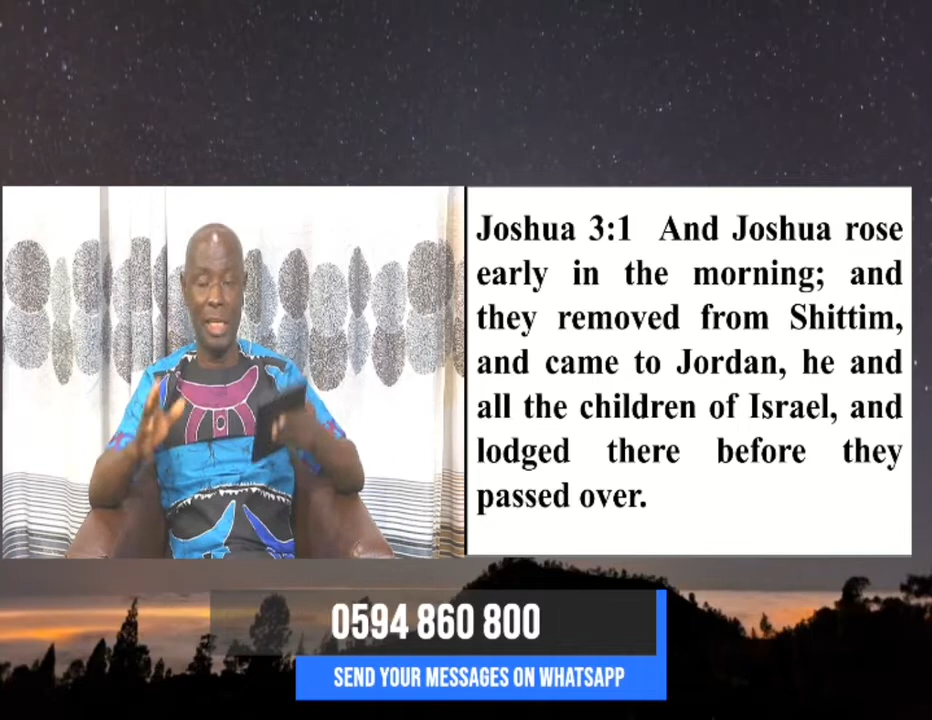 Joshua 3:1 And Joshua rose
early in the morning; and
they removed from Shittim,
and came to Jordan, he and
all the children of Israel, and
lodged there before they
passed over.
0594 860 800
SEND YOUR MESSAGES ON WHATSAPP